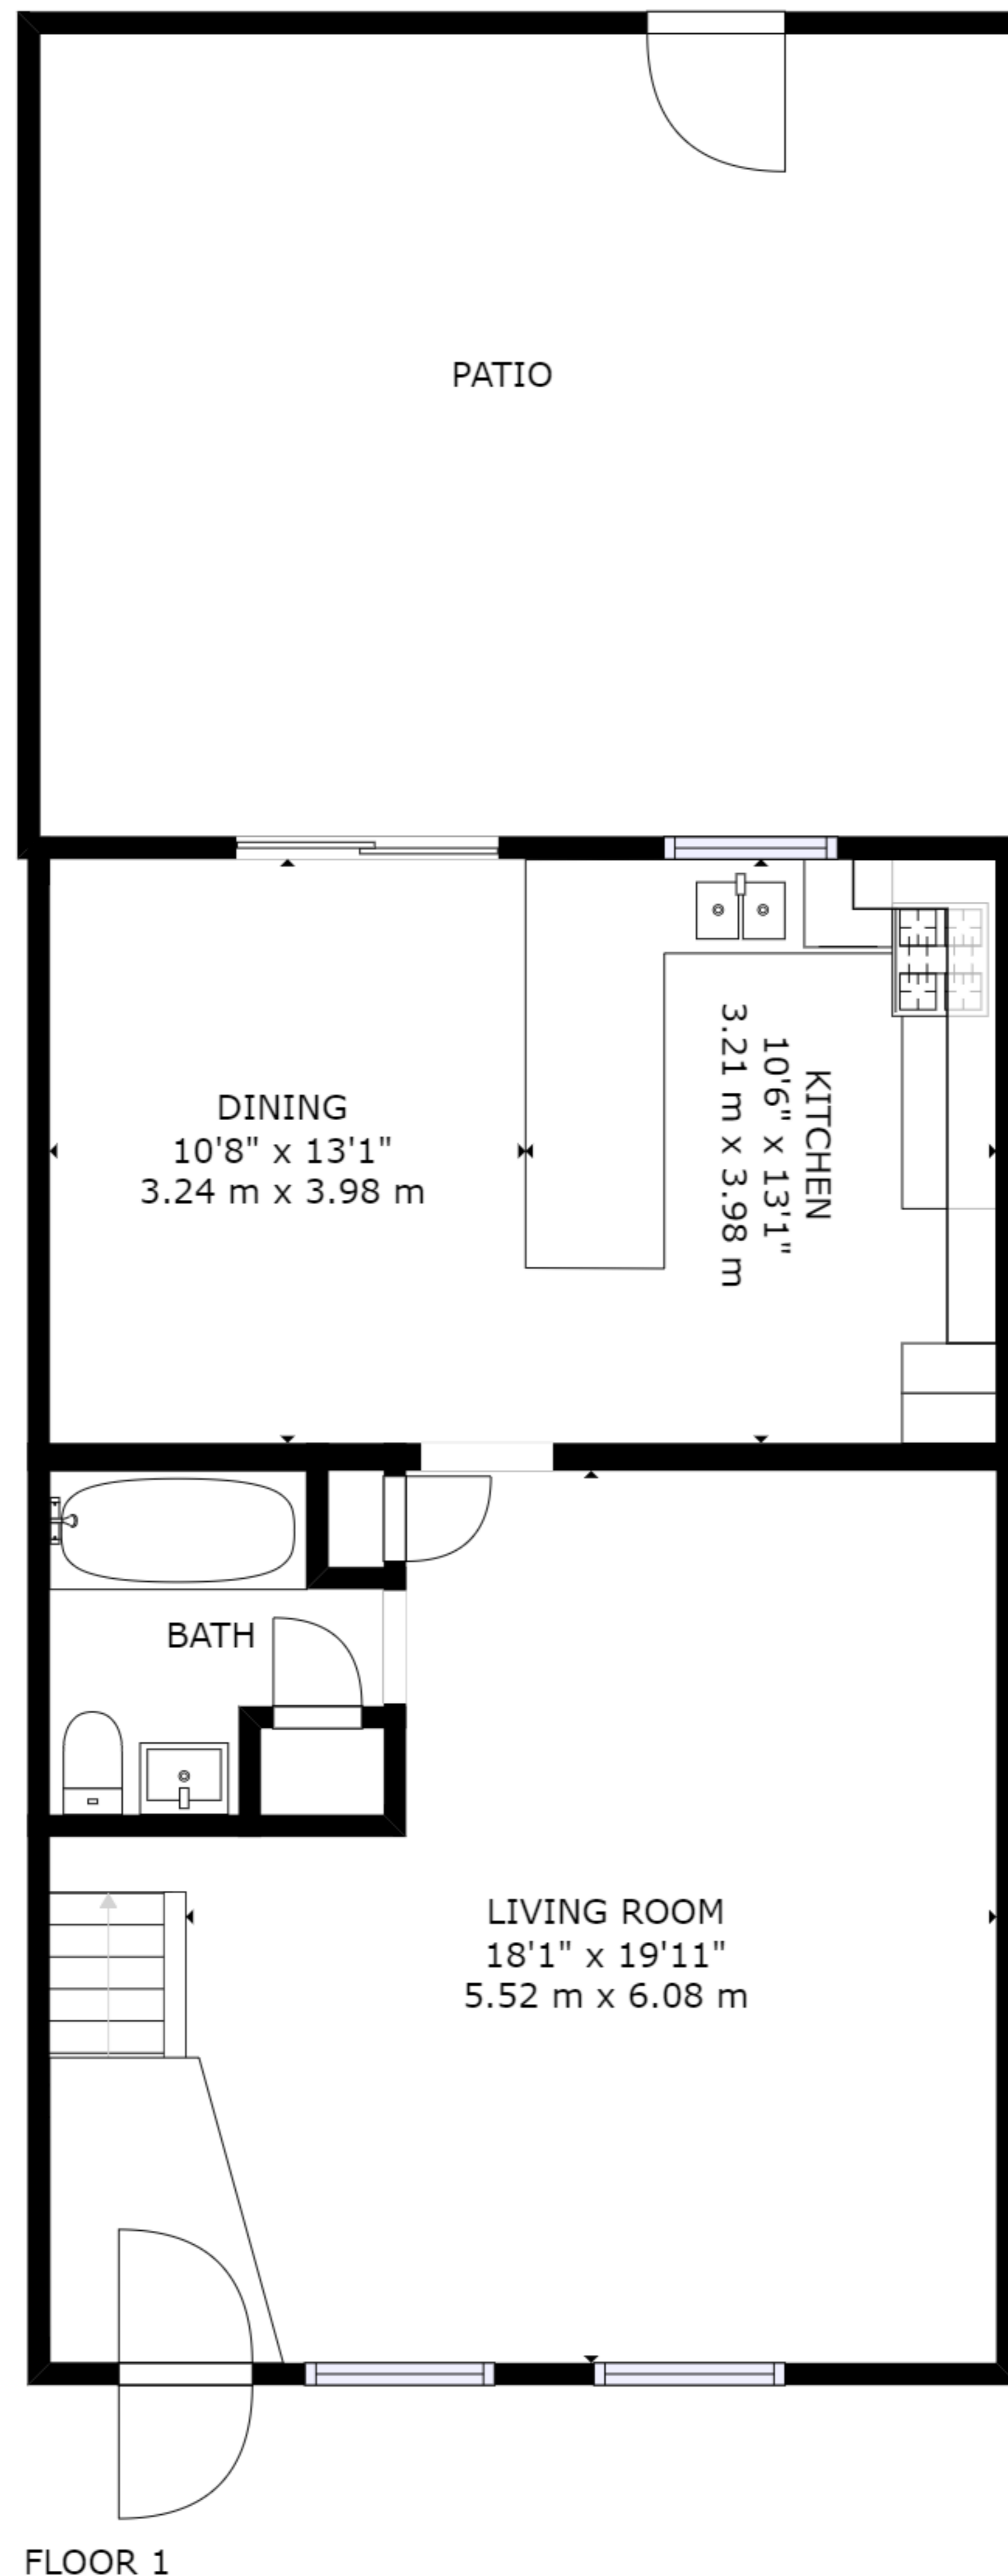 PATIO
DINING
10'8" x 13'1"
3.24 m x 3.98 m
KITCHEN
10'6" x 13'1"
3.21 m x 3.98 m
BATH
LIVING ROOM
18'1" x 19'11"
5.52 m x 6.08 m
FLOOR 1